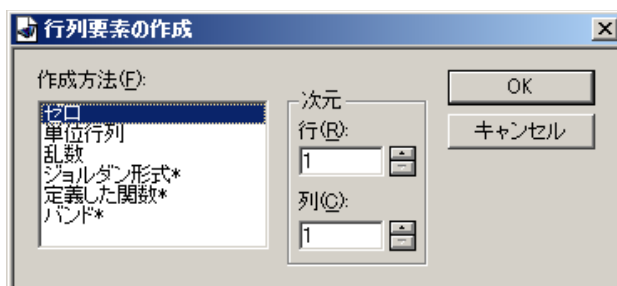 行列要素の作成
作成方法(F):
ゼロ
単位行列
乱数
ジョルダン形式*
定義した関数*
バンド*
次元
行(R):
1
列(C):
1
OK
キャンセル